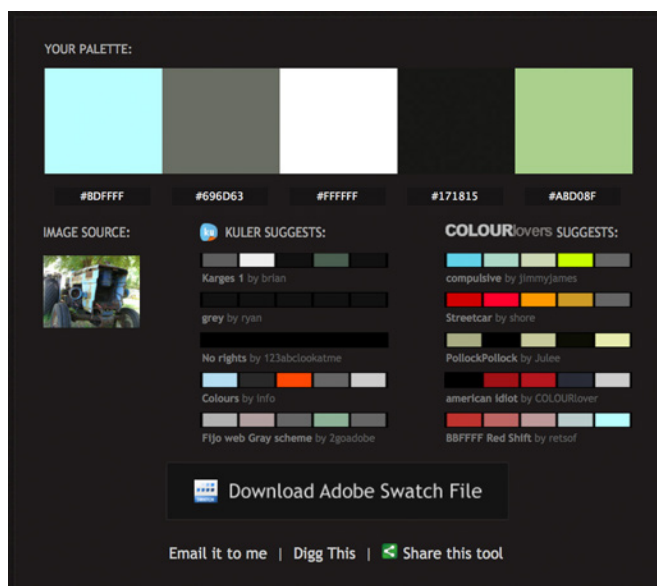 YOUR PALETTE:
#BDFFFF #696D63 #FFFFFF #171815 #ABD08F
IMAGE SOURCE:
ku KULER SUGGESTS:
Karges 1 by brian
grey by ryan
No rights by 123abclookatme
Colours by info
Fijo web Gray scheme by 2goadobe
COLOURlovers SUGGESTS:
compulsive by jimmyjames
Streetcar by shore
PollockPollock by Julee
american idiot by COLOURlover
BBFFFF Red Shift by retsof
Download Adobe Swatch File
Email it to me | Digg This | Share this tool